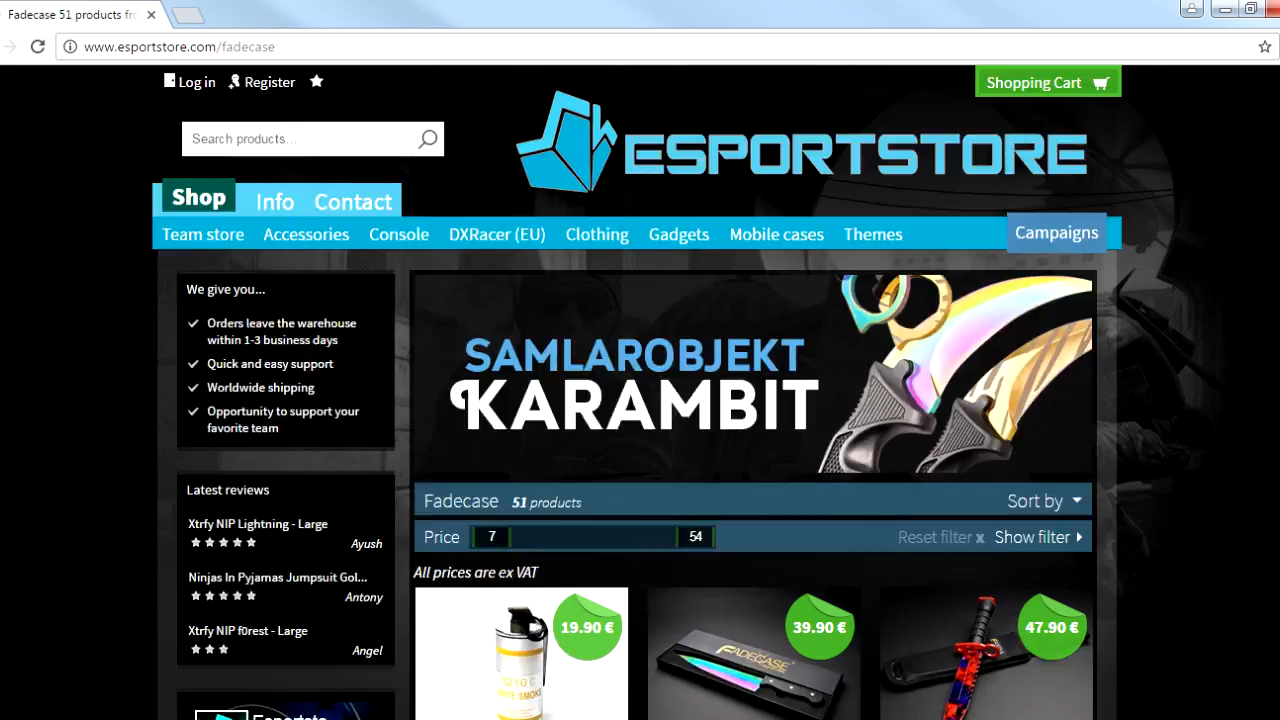 Fadecase 51 products fro
www.esportstore.com/fadecase
Log in
Register
Shopping Cart
Search products...
ESPORTSTORE
Shop
Info
Contact
Team store
Accessories
Console
DXRacer (EU)
Clothing
Gadgets
Mobile cases
Themes
Campaigns
We give you...
Orders leave the warehouse
within 1-3 business days
Quick and easy support
Worldwide shipping
Opportunity to support your
favorite team
Latest reviews
Xtrfy NIP Lightning - Large
Ayush
Ninjas In Pyjamas Jumpsuit Gol...
Antony
Xtrfy NIP f0rest - Large
Angel
SAMLAROBJEKT
KARAMBIT
Fadecase 51 products
Sort by
Price 7 54
Reset filter x
Show filter
All prices are ex VAT
19.90 €
39.90 €
47.90 €
FADECASE